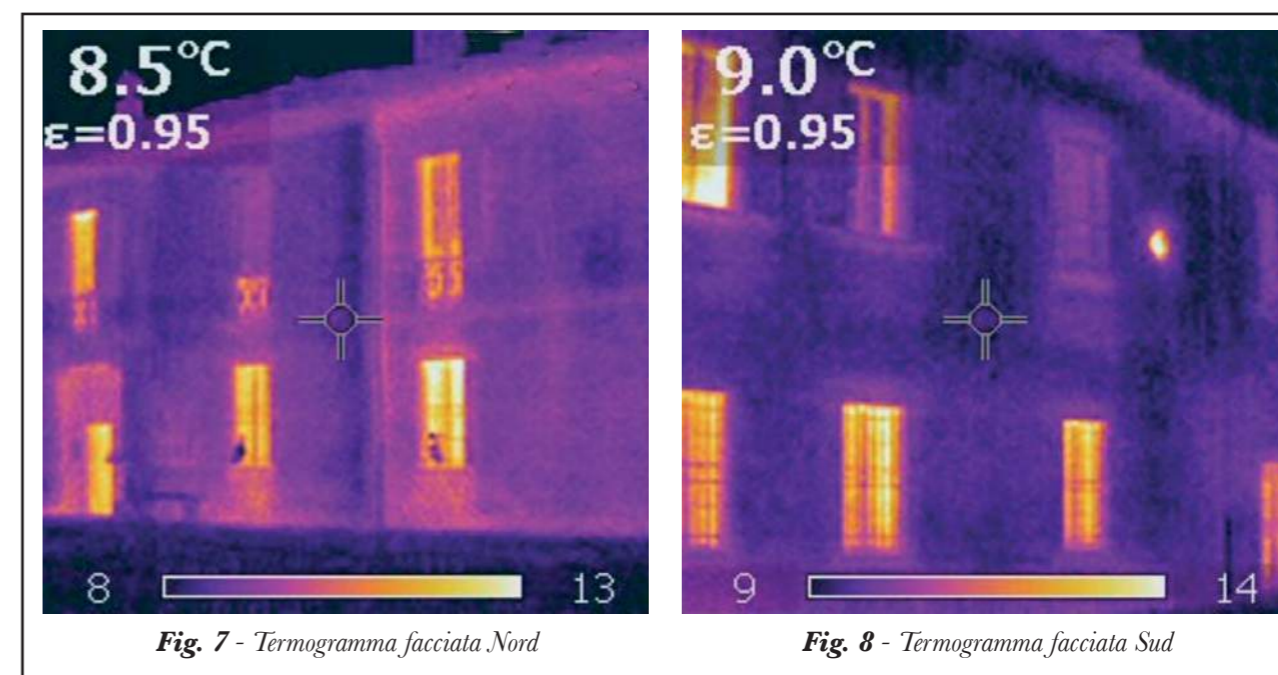 8.5°C
ε=0.95
8 13
Fig. 7 - Termogramma facciata Nord
9.0°C
ε=0.95
9 14
Fig. 8 - Termogramma facciata Sud